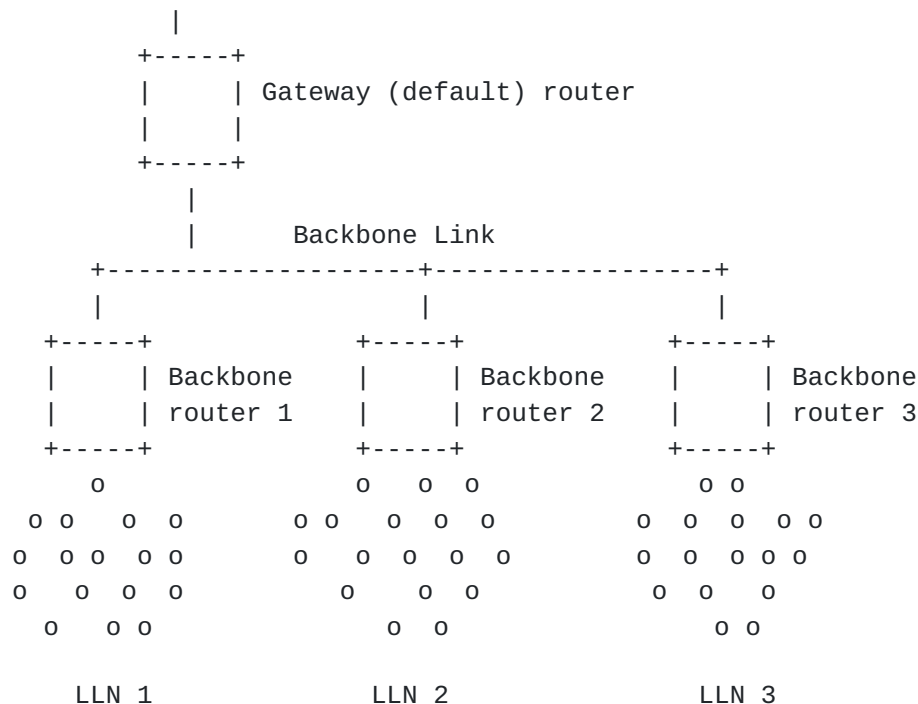 Gateway (default) router
Backbone Link
Backbone Backbone Backbone
router 1 router 2 router 3
o o o o o o
o o o o o o o o o o o o o o
o o o o o o o o o o o o o o o
o o o o o o o o o o
o o o o o o o
LLN 1 LLN 2 LLN 3